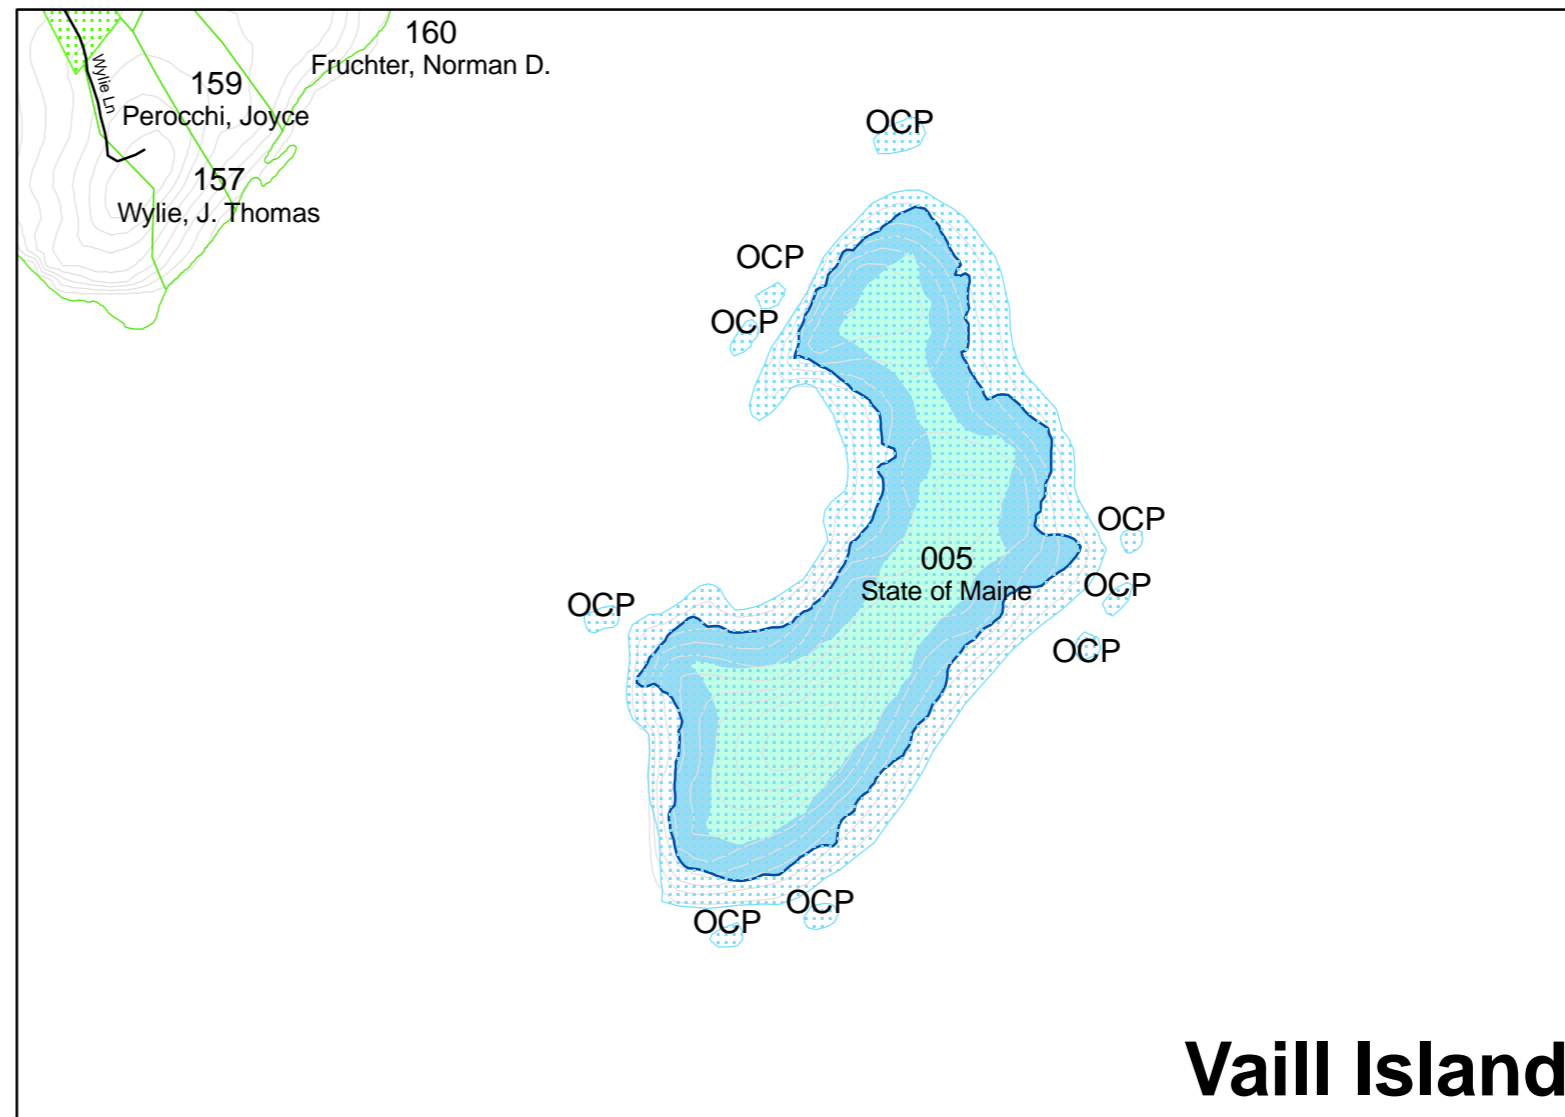 160
Fruchter, Norman D.
Wylie Ln
159
Perocchi, Joyce
157
Wylie, J. Thomas
OCP
OCP
OCP
OCP
005
State of Maine
OCP
OCP
OCP
OCP
OCP
Vaill Island